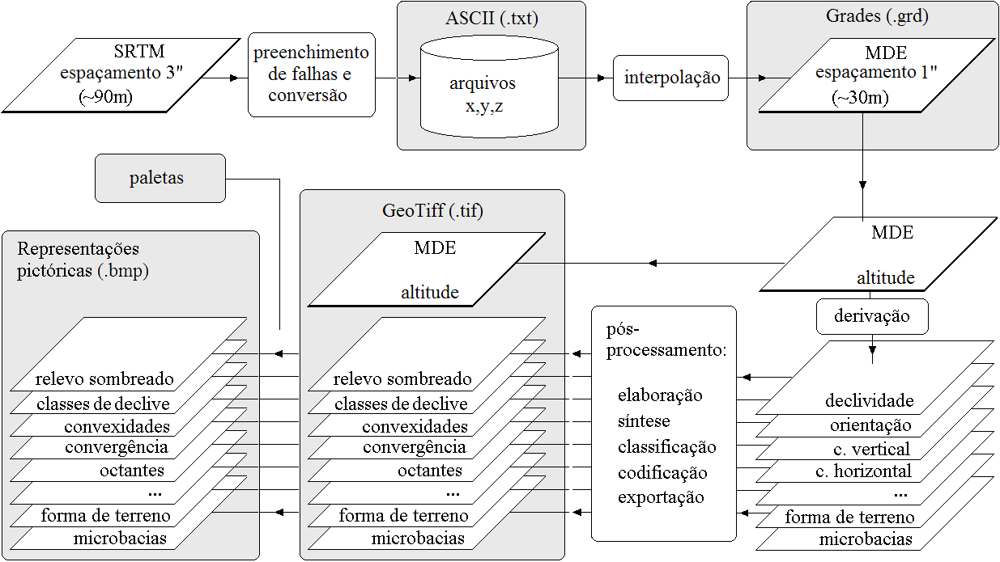 SRTM
espaçamento 3"
(~90m)
preenchimento
de falhas e
conversão
ASCII (.txt)
arquivos
x,y,z
interpolação
Grades (.grd)
MDE
espaçamento 1"
(~30m)
paletas
Representações
pictóricas (.bmp)
relevo sombreado
classes de declive
convexidades
convergência
octantes
...
forma de terreno
microbacias
GeoTiff (.tif)
MDE
altitude
relevo sombreado
classes de declive
convexidades
convergência
octantes
...
forma de terreno
microbacias
pós-
processamento:
elaboração
síntese
classificação
codificação
exportação
MDE
altitude
derivação
declividade
orientação
c. vertical
c. horizontal
...
forma de terreno
microbacias